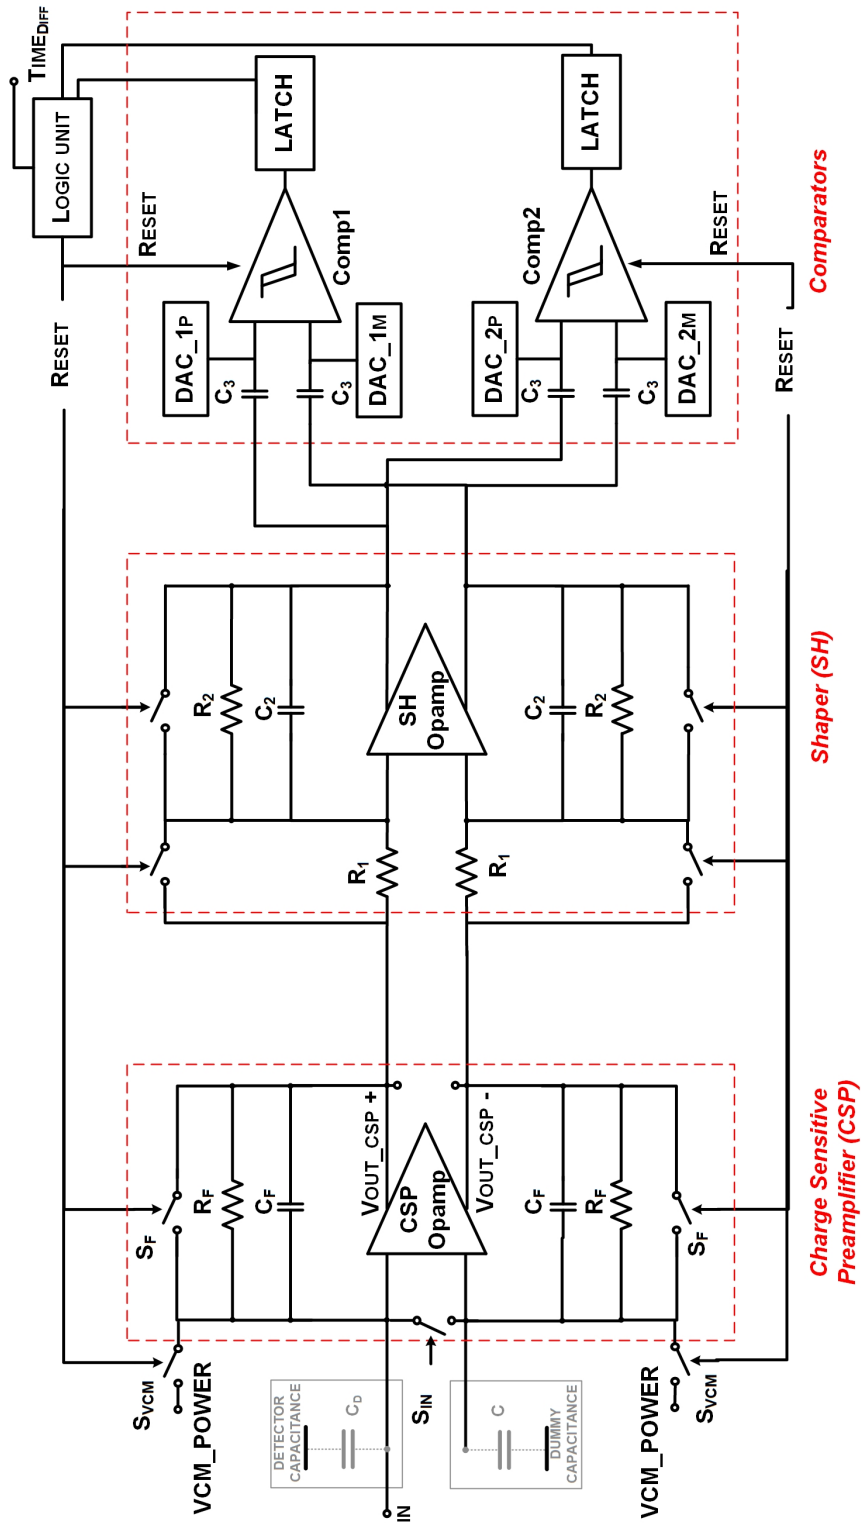 TIMEDIFF
LOGIC UNIT
RESET
RESET
LATCH
Comp1
DAC_1P
DAC_1M
C3
C3
LATCH
Comp2
DAC_2P
DAC_2M
C3
C3
RESET
RESET
Comparators
R2
C2
SH
Opamp
C2
R2
R1
R1
Shaper (SH)
SF
RF
CF
VOUT_CSP +
CSP
Opamp
VOUT_CSP -
CF
RF
SF
Charge Sensitive
Preamplifier (CSP)
SVCM
VCM_POWER
DETECTOR
CAPACITANCE
CD
SIN
C
DUMMY
CAPACITANCE
VCM_POWER
SVCM
IN